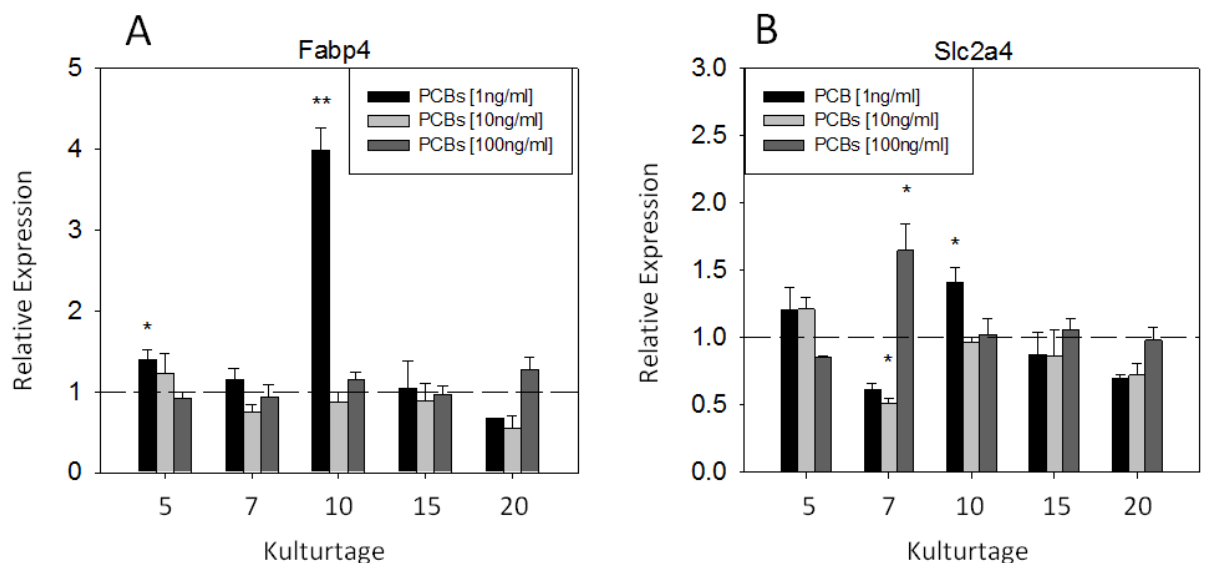 A
Fabp4
Relative Expression
5
4
3
2
1
0
PCBs [1ng/ml]
PCBs [10ng/ml]
PCBs [100ng/ml]
*
**
5 7 10 15 20
Kulturtage
B
Slc2a4
Relative Expression
3.0
2.5
2.0
1.5
1.0
0.5
0.0
PCB [1ng/ml]
PCBs [10ng/ml]
PCBs [100ng/ml]
*
*
*
5 7 10 15 20
Kulturtage